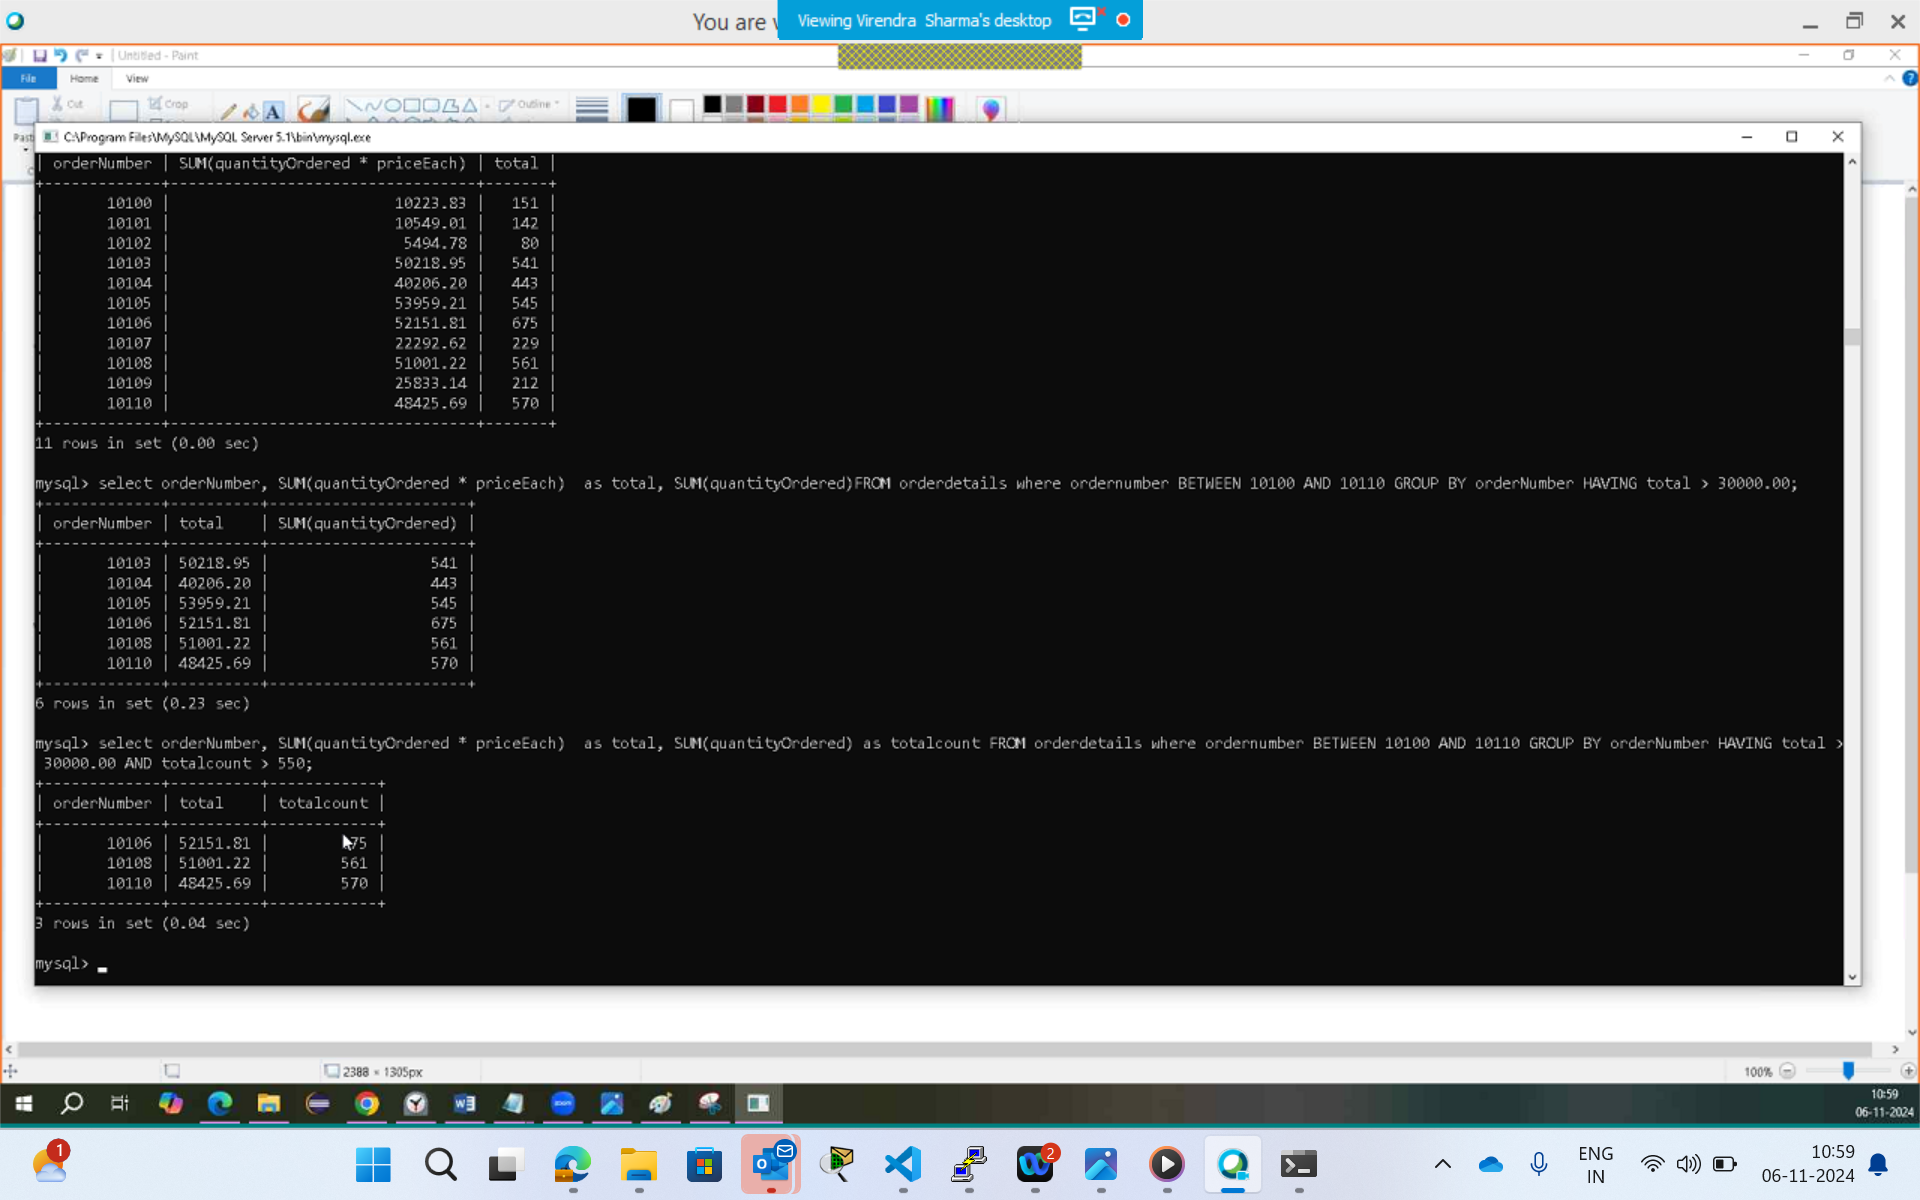 You are
Viewing Virendra Sharma's desktop
Untitled - Paint
File
Home
View
Cut
Crop
Outline
C:\Program Files\MySQL\MySQL Server 5.1\bin\mysql.exe
| orderNumber | SUM(quantityOrdered * priceEach) | total |
| 10100 | 10223.83 | 151 |
| 10101 | 10549.01 | 142 |
| 10102 | 5494.78 | 80 |
| 10103 | 50218.95 | 541 |
| 10104 | 40206.20 | 443 |
| 10105 | 53959.21 | 545 |
| 10106 | 52151.81 | 675 |
| 10107 | 22292.62 | 229 |
| 10108 | 51001.22 | 561 |
| 10109 | 25833.14 | 212 |
| 10110 | 48425.69 | 570 |
11 rows in set (0.00 sec)
mysql> select orderNumber, SUM(quantityOrdered * priceEach)  as total, SUM(quantityOrdered)FROM orderdetails where ordernumber BETWEEN 10100 AND 10110 GROUP BY orderNumber HAVING total > 30000.00;
| orderNumber | total | SUM(quantityOrdered) |
| 10103 | 50218.95 | 541 |
| 10104 | 40206.20 | 443 |
| 10105 | 53959.21 | 545 |
| 10106 | 52151.81 | 675 |
| 10108 | 51001.22 | 561 |
| 10110 | 48425.69 | 570 |
6 rows in set (0.23 sec)
mysql> select orderNumber, SUM(quantityOrdered * priceEach)  as total, SUM(quantityOrdered) as totalcount FROM orderdetails where ordernumber BETWEEN 10100 AND 10110 GROUP BY orderNumber HAVING total >
30000.00 AND totalcount > 550;
| orderNumber | total | totalcount |
| 10106 | 52151.81 | 75 |
| 10108 | 51001.22 | 561 |
| 10110 | 48425.69 | 570 |
3 rows in set (0.04 sec)
mysql>
2388 × 1305px
100%
10:59
06-11-2024
1
2
ENG
IN
10:59
06-11-2024